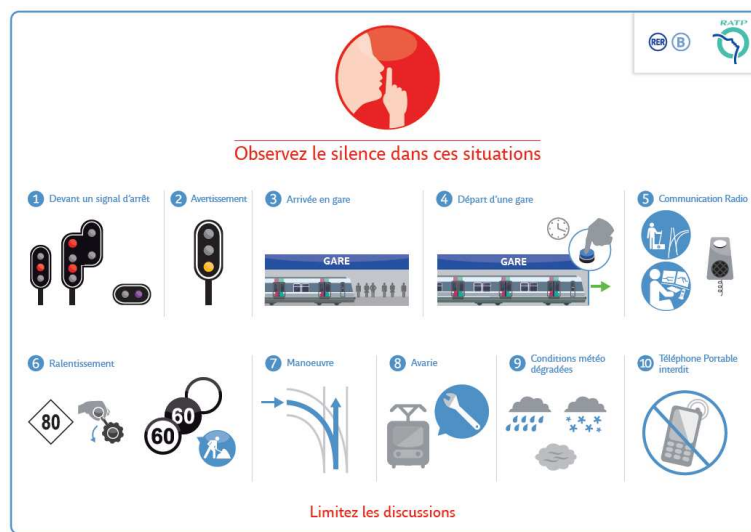 RATP
RER B
Observez le silence dans ces situations
1 Devant un signal d'arrêt
2 Avertissement
3 Arrivée en gare
4 Départ d'une gare
5 Communication Radio
GARE
GARE
6 Ralentissement
7 Manoeuvre
8 Avarie
9 Conditions météo
dégradées
10 Téléphone Portable
interdit
80
60
60
Limitez les discussions